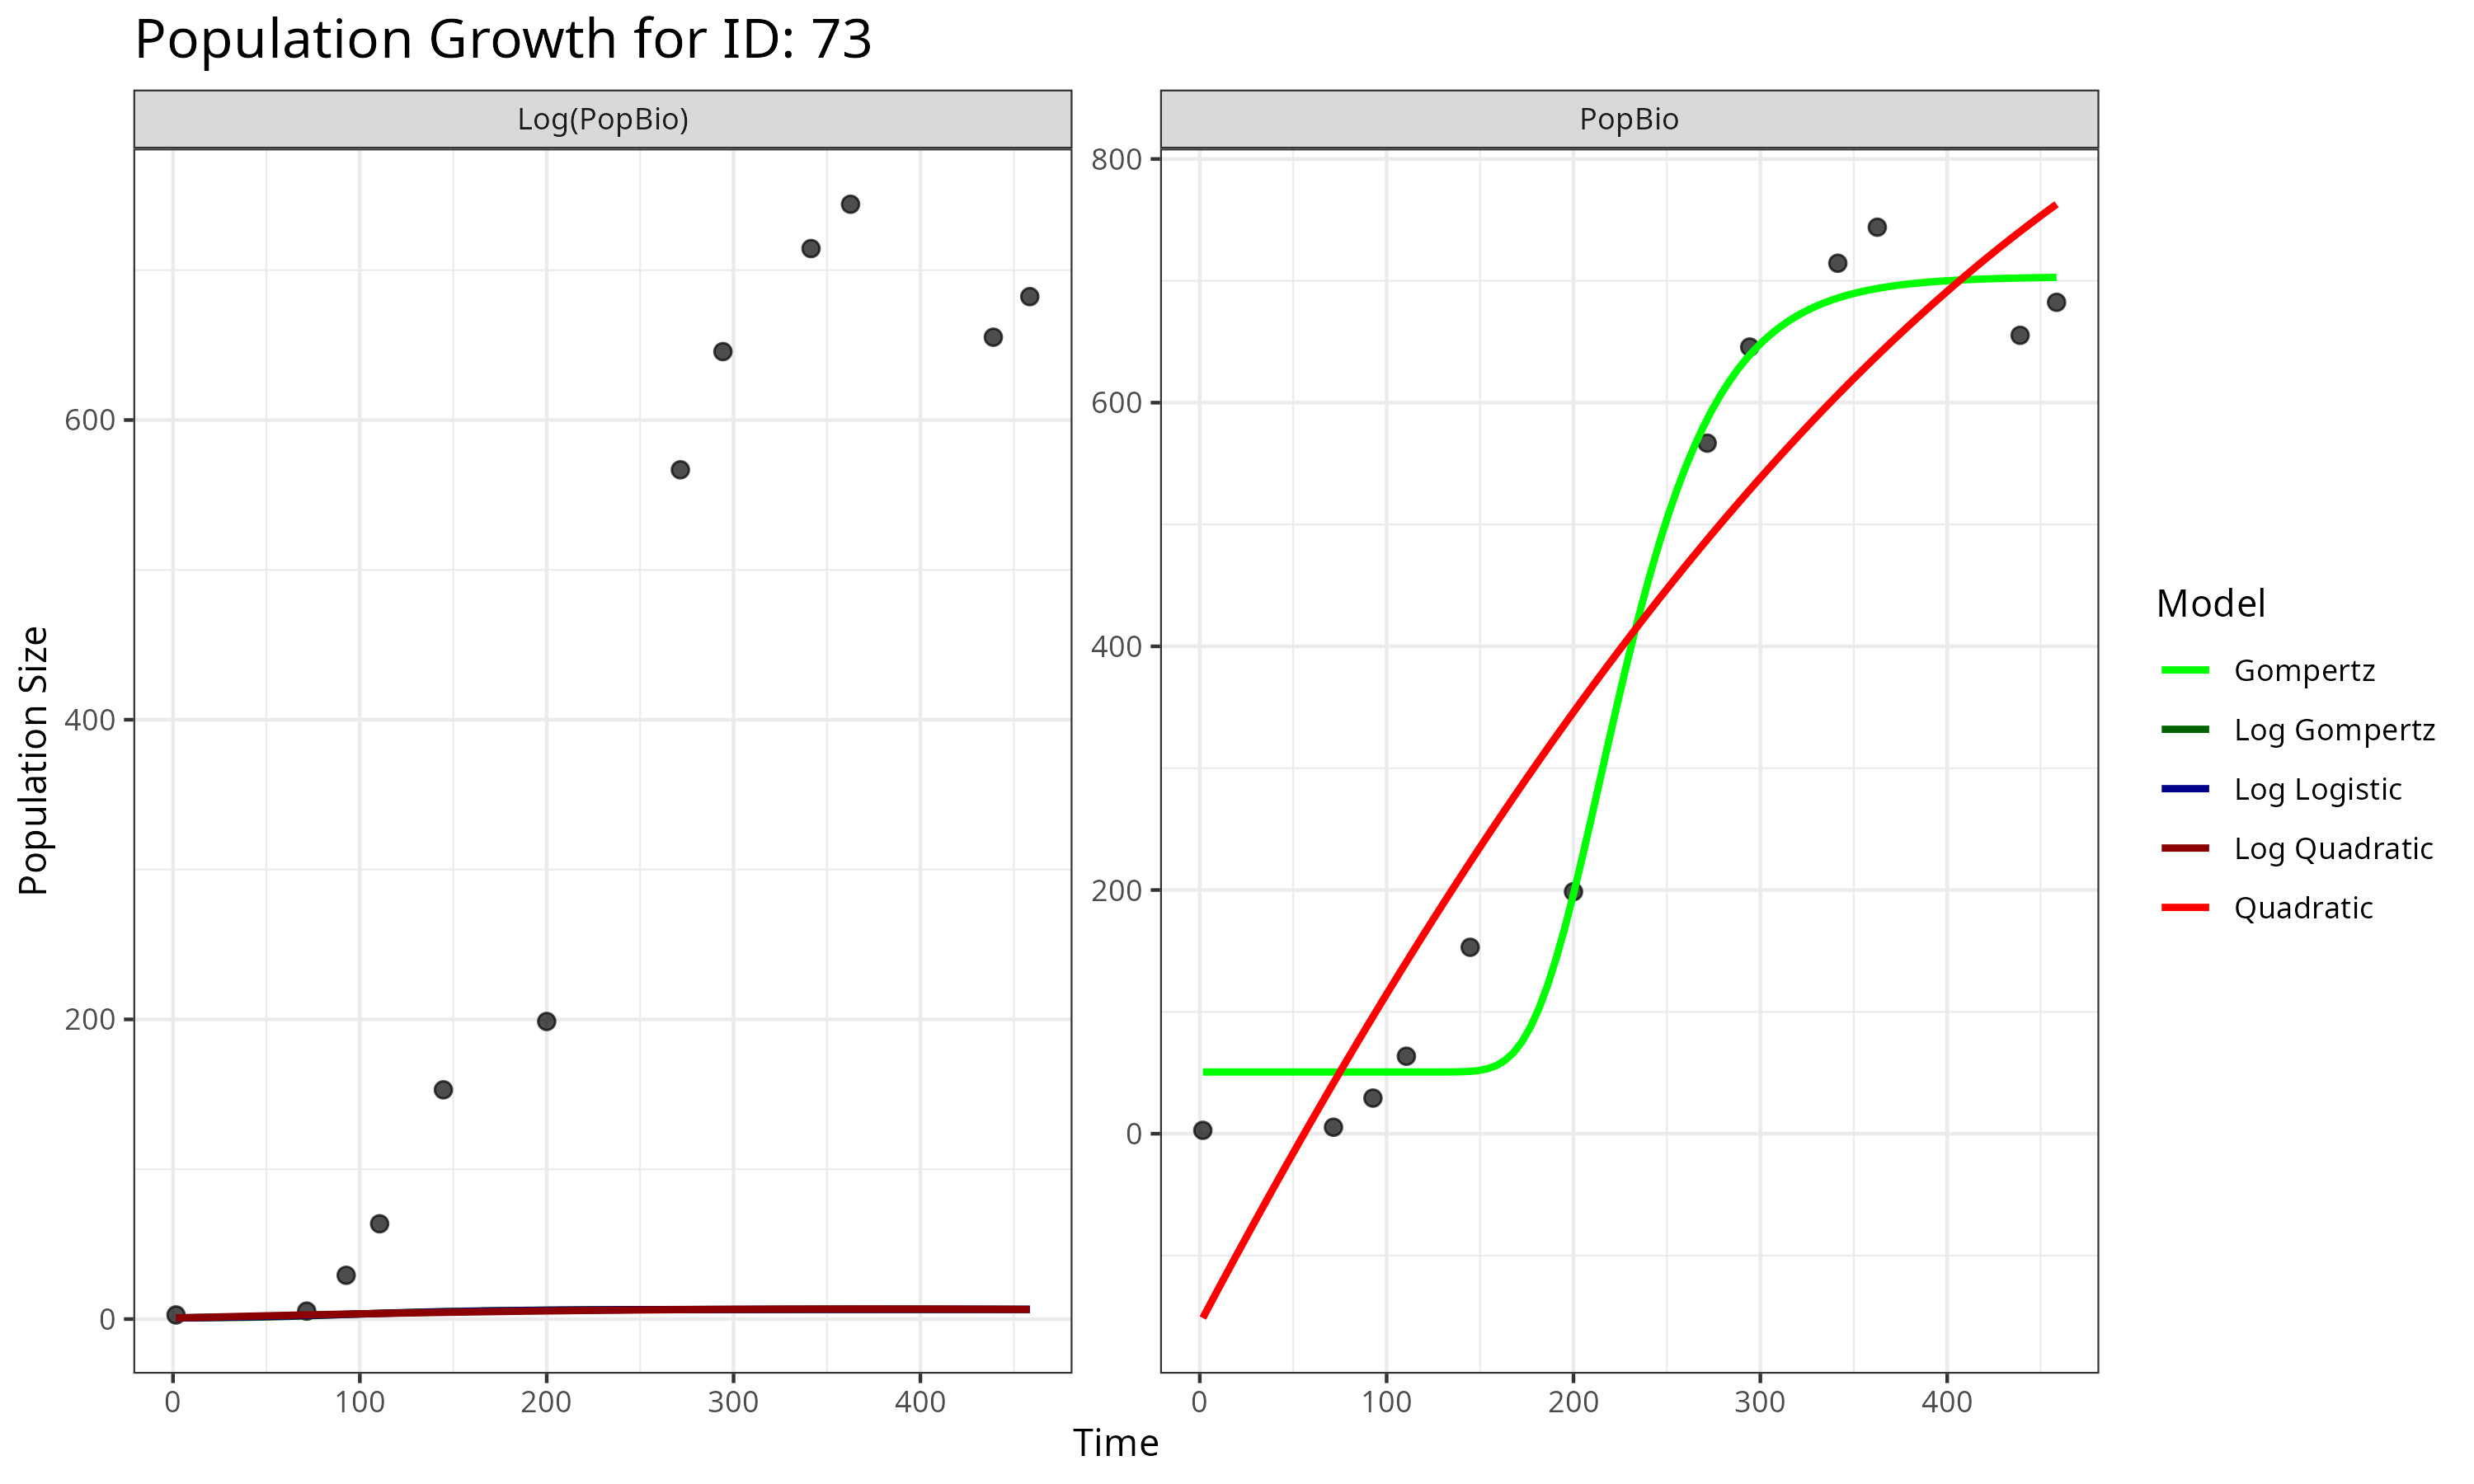 Population Growth for ID: 73
Log(PopBio)
PopBio
Population Size
600
400
200
0
800
600
400
200
0
0 100 200 300 400
0 100 200 300 400
Time
Model
Gompertz
Log Gompertz
Log Logistic
Log Quadratic
Quadratic